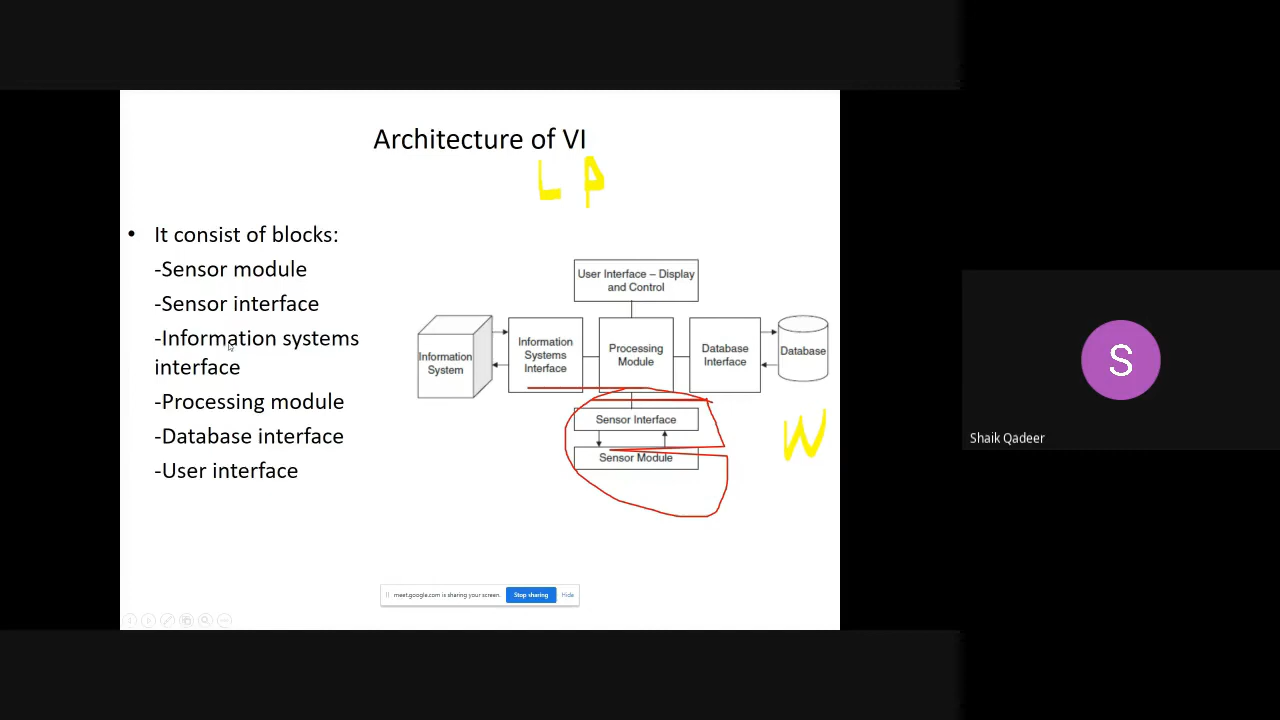 Architecture of VI
L P
• It consist of blocks:
-Sensor module
-Sensor interface
-Information systems
interface
-Processing module
-Database interface
-User interface
User Interface – Display
and Control
Information
System
Information
Systems
Interface
Processing
Module
Database
Interface
Database
Sensor Interface
Sensor Module
W
meet.google.com is sharing your screen.
Stop sharing
Hide
S
Shaik Qadeer